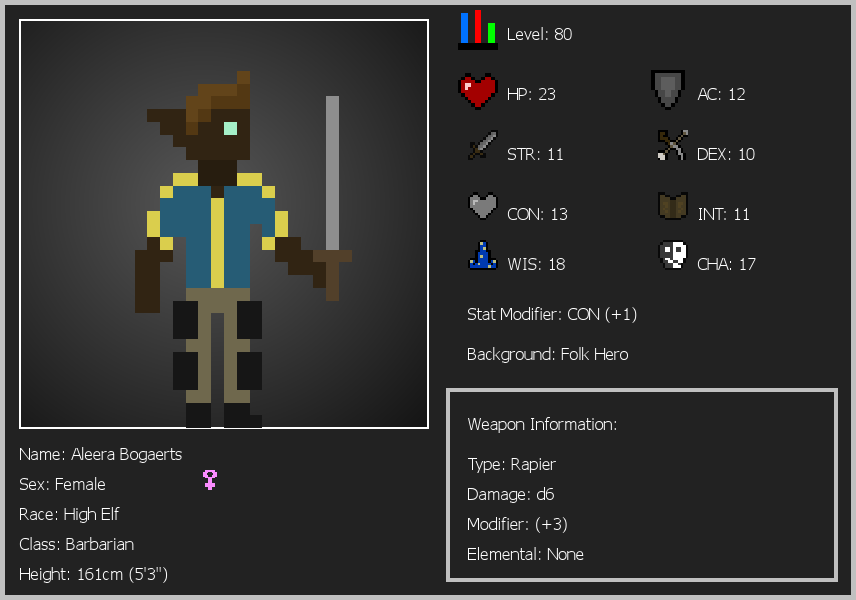 Level: 80
HP: 23
AC: 12
STR: 11
DEX: 10
CON: 13
INT: 11
WIS: 18
CHA: 17
Stat Modifier: CON (+1)
Background: Folk Hero
Weapon Information:
Type: Rapier
Damage: d6
Modifier: (+3)
Elemental: None
Name: Aleera Bogaerts
Sex: Female
Race: High Elf
Class: Barbarian
Height: 161cm (5'3")